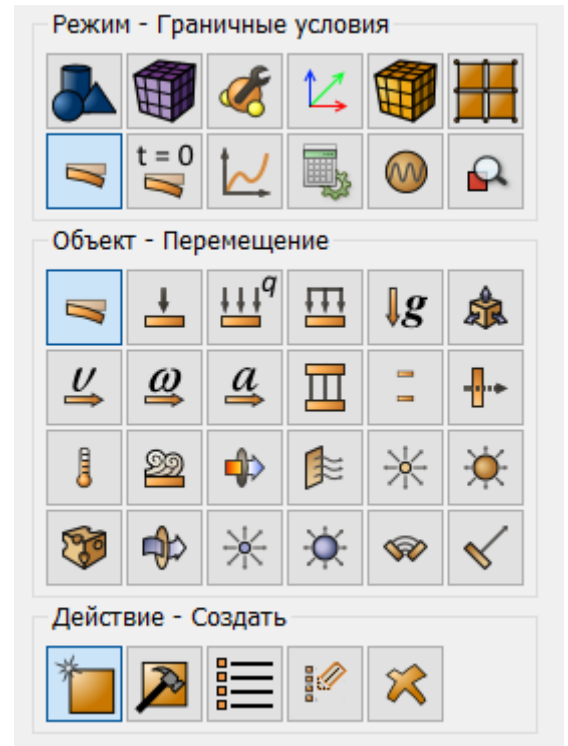 Режим - Граничные условия
t = 0
Объект - Перемещение
q
g
v
ω
a
Действие - Создать